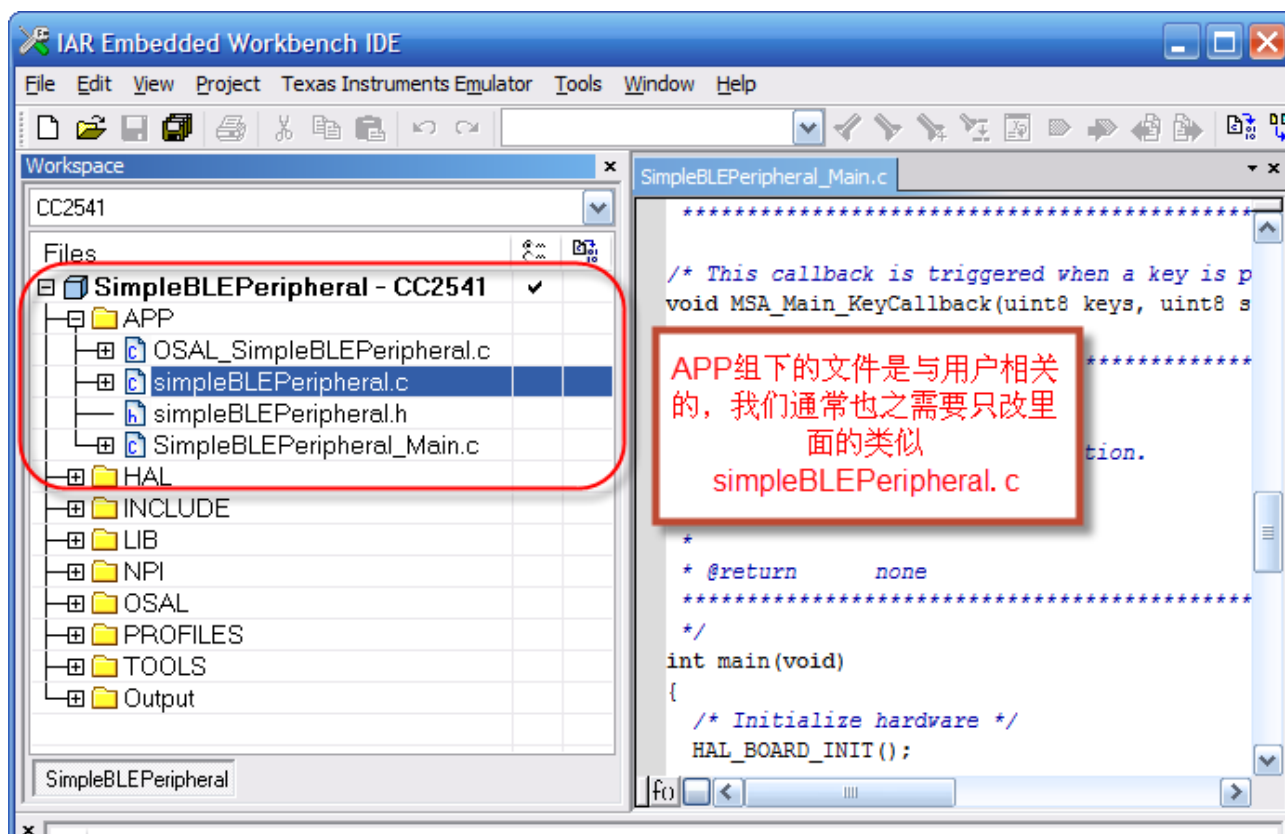 IAR Embedded Workbench IDE
File Edit View Project Texas Instruments Emulator Tools Window Help
Workspace
CC2541
Files
SimpleBLEPeripheral - CC2541
APP
OSAL_SimpleBLEPeripheral.c
simpleBLEPeripheral.c
simpleBLEPeripheral.h
SimpleBLEPeripheral_Main.c
HAL
INCLUDE
LIB
NPI
OSAL
PROFILES
TOOLS
Output
SimpleBLEPeripheral
SimpleBLEPeripheral_Main.c
*********************************************
/* This callback is triggered when a key is p
void MSA_Main_KeyCallback(uint8 keys, uint8 s
APP组下的文件是与用户相关
的，我们通常也之需要只改里
面的类似
simpleBLEPeripheral. c
*************
tion.
*
* @return none
*********************************************
*/
int main(void)
{
/* Initialize hardware */
HAL_BOARD_INIT();